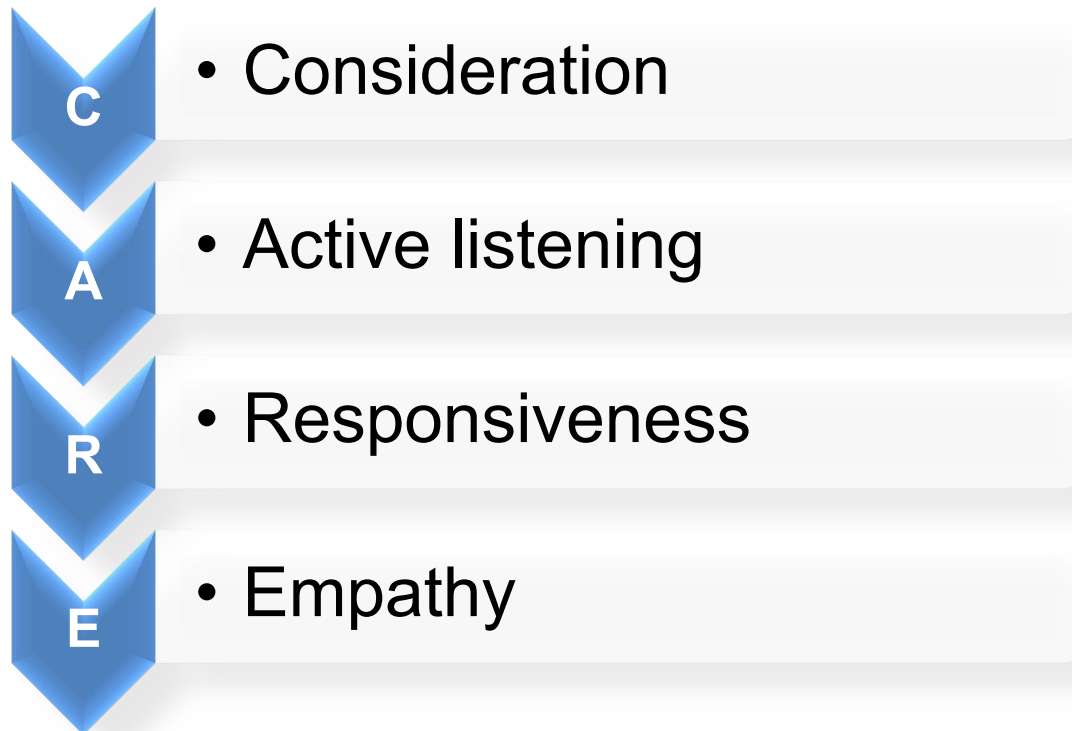 C
• Consideration
A
• Active listening
R
• Responsiveness
E
• Empathy